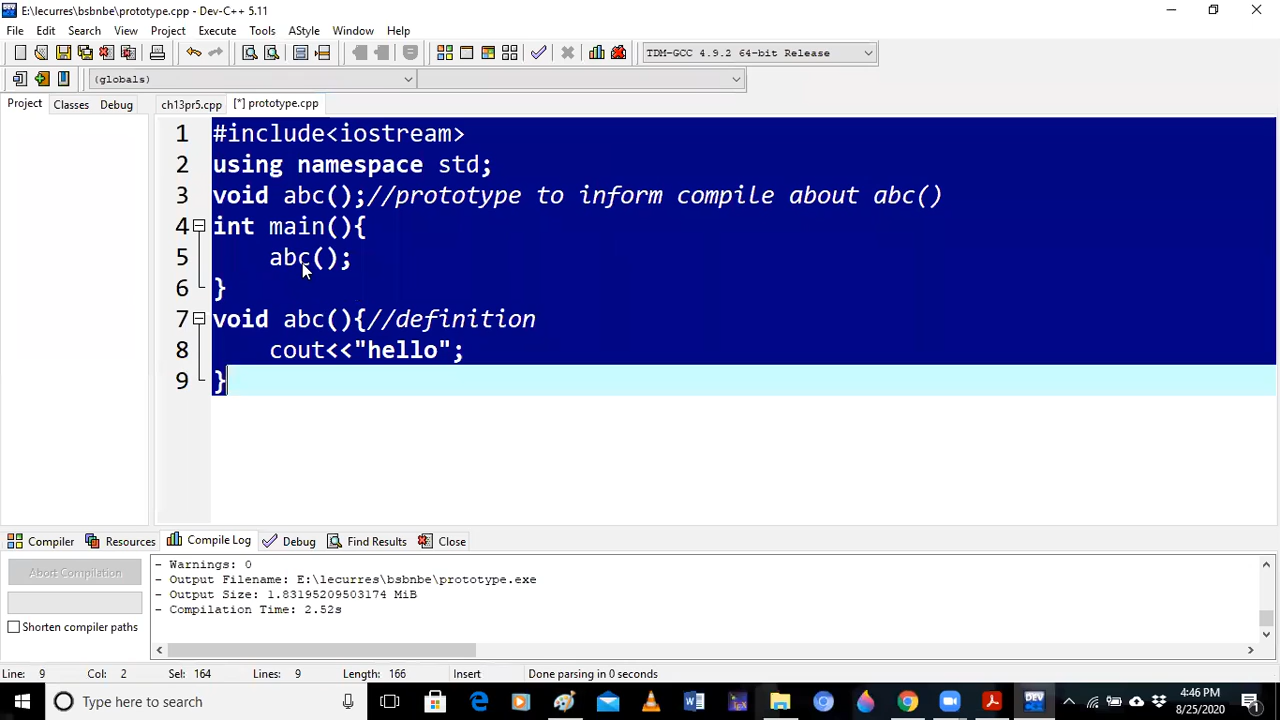 E:\lecurres\bsbnbe\prototype.cpp - Dev-C++ 5.11
File Edit Search View Project Execute Tools AStyle Window Help
TDM-GCC 4.9.2 64-bit Release
(globals)
Project Classes Debug ch13pr5.cpp [*] prototype.cpp
1 #include<iostream>
2 using namespace std;
3 void abc();//prototype to inform compile about abc()
4 int main(){
5 abc();
6 }
7 void abc(){//definition
8 cout<<"hello";
9 }
Compiler Resources Compile Log Debug Find Results Close
Abort Compilation
Shorten compiler paths
- Warnings: 0
- Output Filename: E:\lecurres\bsbnbe\prototype.exe
- Output Size: 1.83195209503174 MiB
- Compilation Time: 2.52s
Line: 9 Col: 2 Sel: 164 Lines: 9 Length: 166 Insert Done parsing in 0 seconds
Type here to search
DEV
4:46 PM
8/25/2020
1